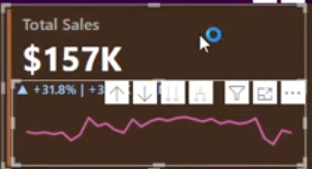 Total Sales
$157K
▲ +31.8% | +3